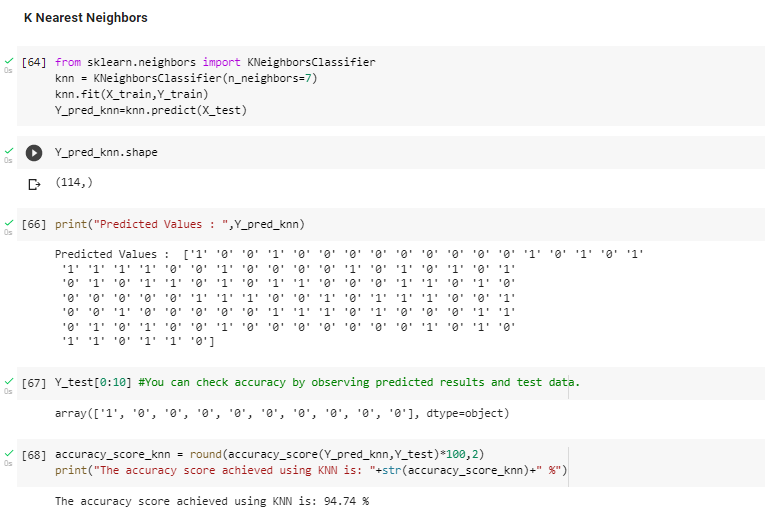 K Nearest Neighbors
[64] from sklearn.neighbors import KNeighborsClassifier
knn = KNeighborsClassifier(n_neighbors=7)
knn.fit(X_train,Y_train)
Y_pred_knn=knn.predict(X_test)
0s
Y_pred_knn.shape
0s
(114,)
[66] print("Predicted Values : ",Y_pred_knn)
0s
Predicted Values :  ['1' '0' '0' '1' '0' '0' '0' '0' '0' '0' '0' '0' '0' '1' '0' '1' '0' '1'
'1' '1' '1' '1' '0' '0' '1' '0' '0' '0' '0' '1' '0' '1' '0' '1' '0' '1'
'0' '1' '0' '1' '1' '0' '1' '0' '0' '1' '0' '0' '0' '1' '1' '0' '1' '0'
'0' '0' '0' '0' '0' '1' '1' '1' '0' '0' '1' '0' '1' '1' '1' '0' '0' '1'
'0' '0' '1' '0' '0' '0' '0' '0' '1' '1' '1' '0' '1' '0' '0' '0' '1' '1'
'0' '1' '0' '1' '0' '0' '1' '0' '0' '0' '0' '0' '0' '0' '1' '0' '1' '0'
'1' '1' '0' '1' '1' '0']
[67] Y_test[0:10] #You can check accuracy by observing predicted results and test data.
0s
array(['1', '0', '0', '0', '0', '0', '0', '0', '0', '0'], dtype=object)
[68] accuracy_score_knn = round(accuracy_score(Y_pred_knn,Y_test)*100,2)
0s
print("The accuracy score achieved using KNN is: "+str(accuracy_score_knn)+" %")
The accuracy score achieved using KNN is: 94.74 %